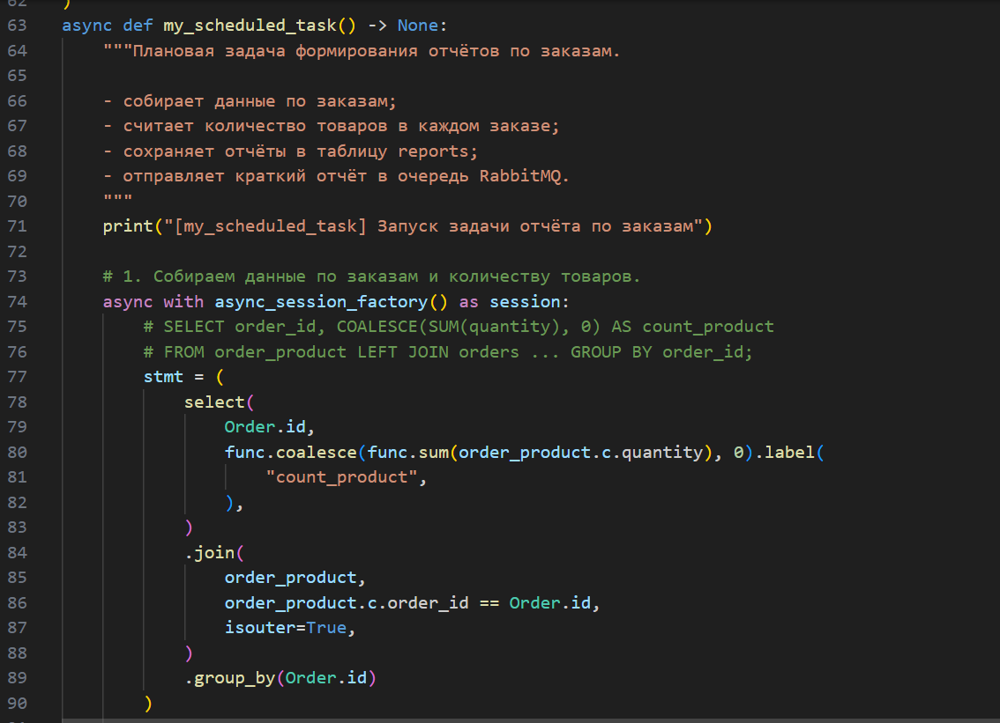 62 )
63 async def my_scheduled_task() -> None:
64 """Плановая задача формирования отчётов по заказам.
65
66 - собирает данные по заказам;
67 - считает количество товаров в каждом заказе;
68 - сохраняет отчёты в таблицу reports;
69 - отправляет краткий отчёт в очередь RabbitMQ.
70 """
71 print("[my_scheduled_task] Запуск задачи отчёта по заказам")
72
73 # 1. Собираем данные по заказам и количеству товаров.
74 async with async_session_factory() as session:
75 # SELECT order_id, COALESCE(SUM(quantity), 0) AS count_product
76 # FROM order_product LEFT JOIN orders ... GROUP BY order_id;
77 stmt = (
78 select(
79 Order.id,
80 func.coalesce(func.sum(order_product.c.quantity), 0).label(
81 "count_product",
82 ),
83 )
84 .join(
85 order_product,
86 order_product.c.order_id == Order.id,
87 isouter=True,
88 )
89 .group_by(Order.id)
90 )